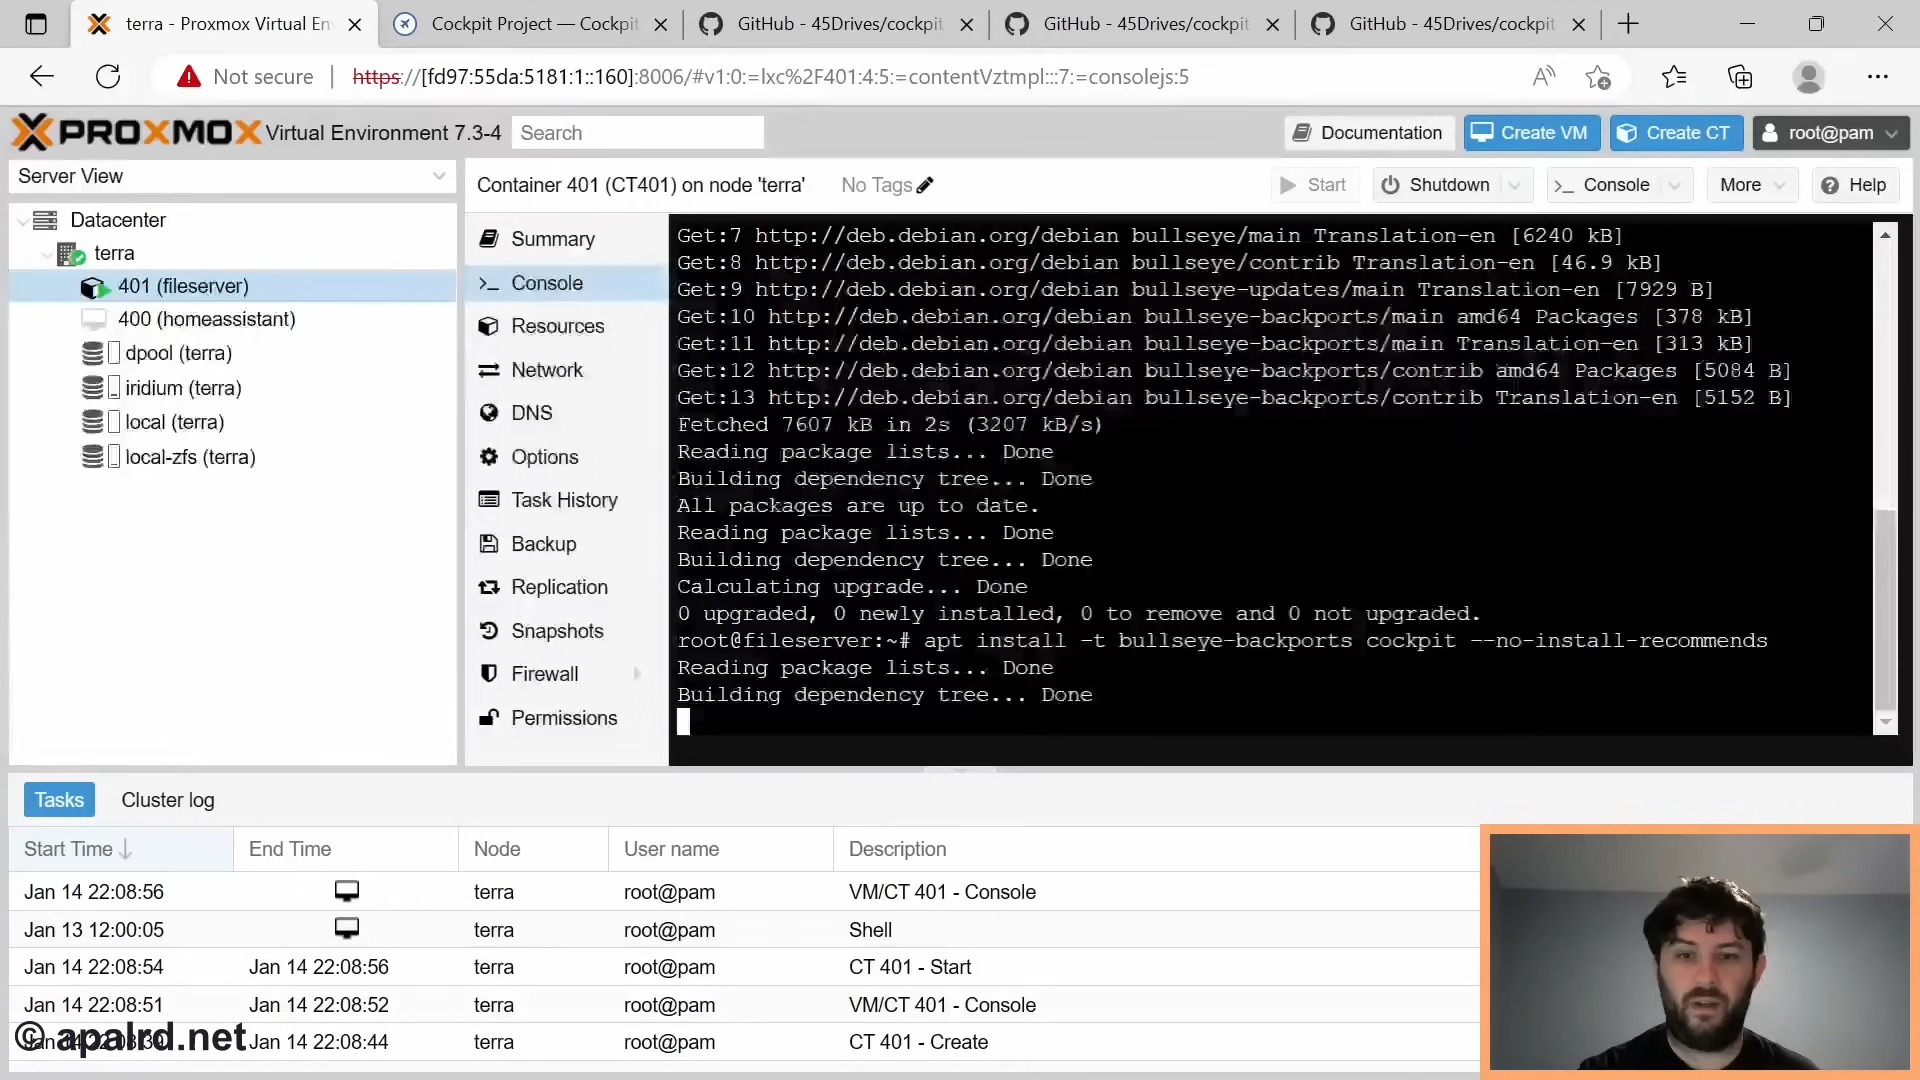 terra - Proxmox Virtual En
Cockpit Project — Cockpit
GitHub - 45Drives/cockpit
GitHub - 45Drives/cockpit
GitHub - 45Drives/cockpit
Not secure
https://[fd97:55da:5181:1::160]:8006/#v1:0:=lxc%2F401:4:5:=contentVztmpl:::7:=consolejs:5
PROXMOX Virtual Environment 7.3-4
Search
Documentation
Create VM
Create CT
root@pam
Server View
Container 401 (CT401) on node 'terra'
No Tags
Start
Shutdown
Console
More
Help
Datacenter
terra
401 (fileserver)
400 (homeassistant)
dpool (terra)
iridium (terra)
local (terra)
local-zfs (terra)
Summary
Console
Resources
Network
DNS
Options
Task History
Backup
Replication
Snapshots
Firewall
Permissions
Get:7 http://deb.debian.org/debian bullseye/main Translation-en [6240 kB]
Get:8 http://deb.debian.org/debian bullseye/contrib Translation-en [46.9 kB]
Get:9 http://deb.debian.org/debian bullseye-updates/main Translation-en [7929 B]
Get:10 http://deb.debian.org/debian bullseye-backports/main amd64 Packages [378 kB]
Get:11 http://deb.debian.org/debian bullseye-backports/main Translation-en [313 kB]
Get:12 http://deb.debian.org/debian bullseye-backports/contrib amd64 Packages [5084 B]
Get:13 http://deb.debian.org/debian bullseye-backports/contrib Translation-en [5152 B]
Fetched 7607 kB in 2s (3207 kB/s)
Reading package lists... Done
Building dependency tree... Done
All packages are up to date.
Reading package lists... Done
Building dependency tree... Done
Calculating upgrade... Done
0 upgraded, 0 newly installed, 0 to remove and 0 not upgraded.
root@fileserver:~# apt install -t bullseye-backports cockpit --no-install-recommends
Reading package lists... Done
Building dependency tree... Done
Tasks
Cluster log
Start Time
End Time
Node
User name
Description
Jan 14 22:08:56 terra root@pam VM/CT 401 - Console
Jan 13 12:00:05 terra root@pam Shell
Jan 14 22:08:54 Jan 14 22:08:56 terra root@pam CT 401 - Start
Jan 14 22:08:51 Jan 14 22:08:52 terra root@pam VM/CT 401 - Console
Jan 14 22:08:39 Jan 14 22:08:44 terra root@pam CT 401 - Create
© apalrd.net